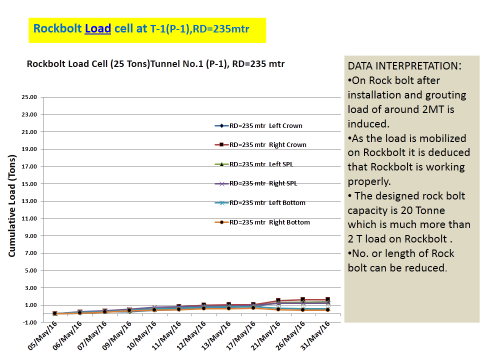 Rockbolt Load cell at T-1(P-1),RD=235mtr
Rockbolt Load Cell (25 Tons)Tunnel No.1 (P-1), RD=235 mtr
Cumulative Load (Tons)
25.00
23.00
21.00
19.00
17.00
15.00
13.00
11.00
9.00
7.00
5.00
3.00
1.00
-1.00
RD=235 mtr Left Crown
RD=235 mtr Right Crown
RD=235 mtr Left SPL
RD=235 mtr Right SPL
RD=235 mtr Left Bottom
RD=235 mtr Right Bottom
05/May/16
06/May/16
07/May/16
09/May/16
10/May/16
11/May/16
12/May/16
13/May/16
17/May/16
21/May/16
26/May/16
31/May/16
DATA INTERPRETATION:
•On Rock bolt after
installation and grouting
load of around 2MT is
induced.
•As the load is mobilized
on Rockbolt it is deduced
that Rockbolt is working
properly.
• The designed rock bolt
capacity is 20 Tonne
which is much more than
2 T load on Rockbolt .
•No. or length of Rock
bolt can be reduced.